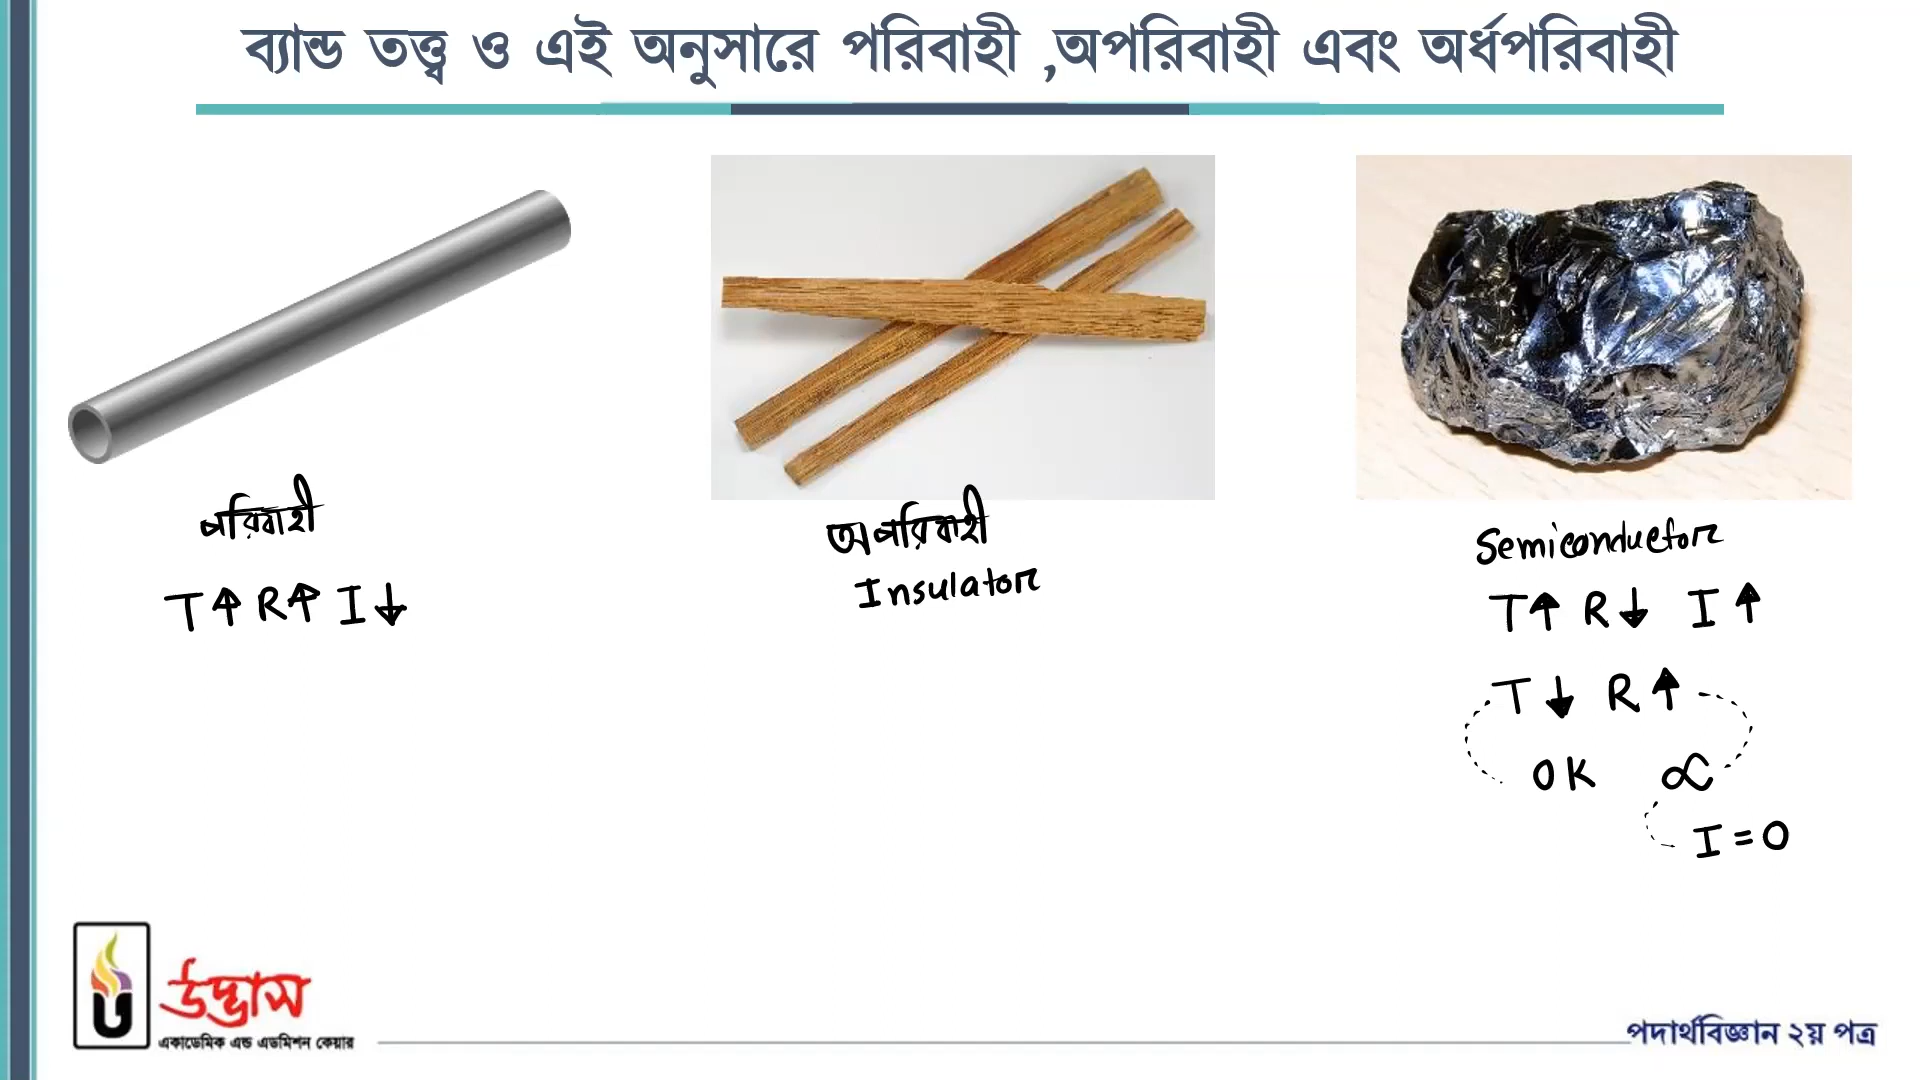 ব্যান্ড তত্ত্ব ও এই অনুসারে পরিবাহী ,অপরিবাহী এবং অর্ধপরিবাহী
পরিবাহী
T↑ R↑ I↓
অপরিবাহী
Insulator
Semiconductor
T↑ R↓ I↑
T↓ R↑
0K ∝
I=0
উদ্ভাস
একাডেমিক এন্ড এডমিশন কেয়ার
পদার্থবিজ্ঞান ২য় পত্র